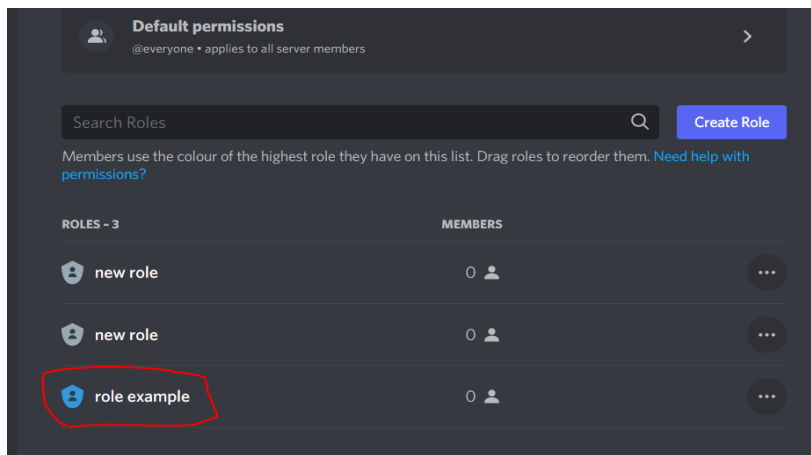 Default permissions
@everyone • applies to all server members
Search Roles
Create Role
Members use the colour of the highest role they have on this list. Drag roles to reorder them. Need help with
permissions?
ROLES – 3 MEMBERS
new role 0
new role 0
role example 0